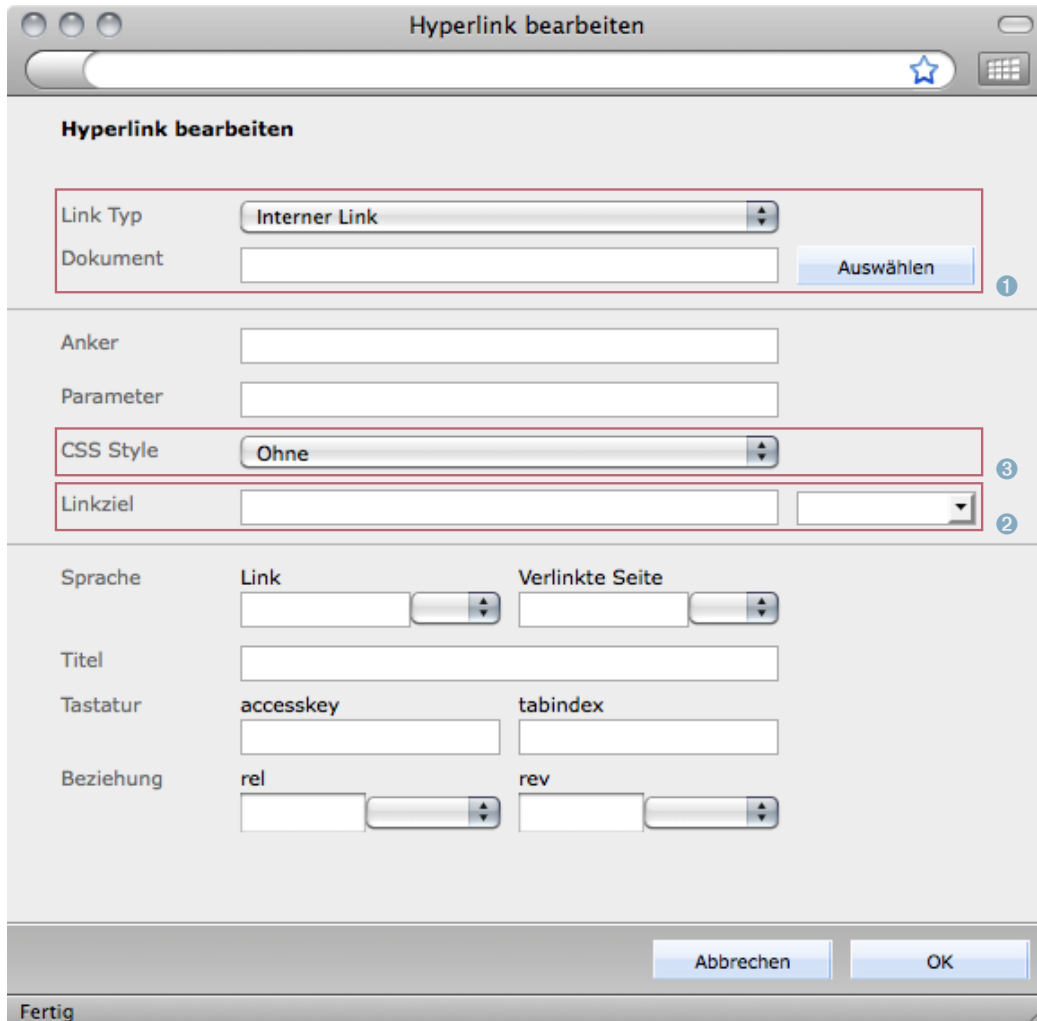 Hyperlink bearbeiten
Hyperlink bearbeiten
Link Typ Interner Link
Dokument Auswählen
1
Anker
Parameter
CSS Style Ohne
3
Linkziel
2
Sprache Link Verlinkte Seite
Titel
Tastatur accesskey tabindex
Beziehung rel rev
Abbrechen OK
Fertig